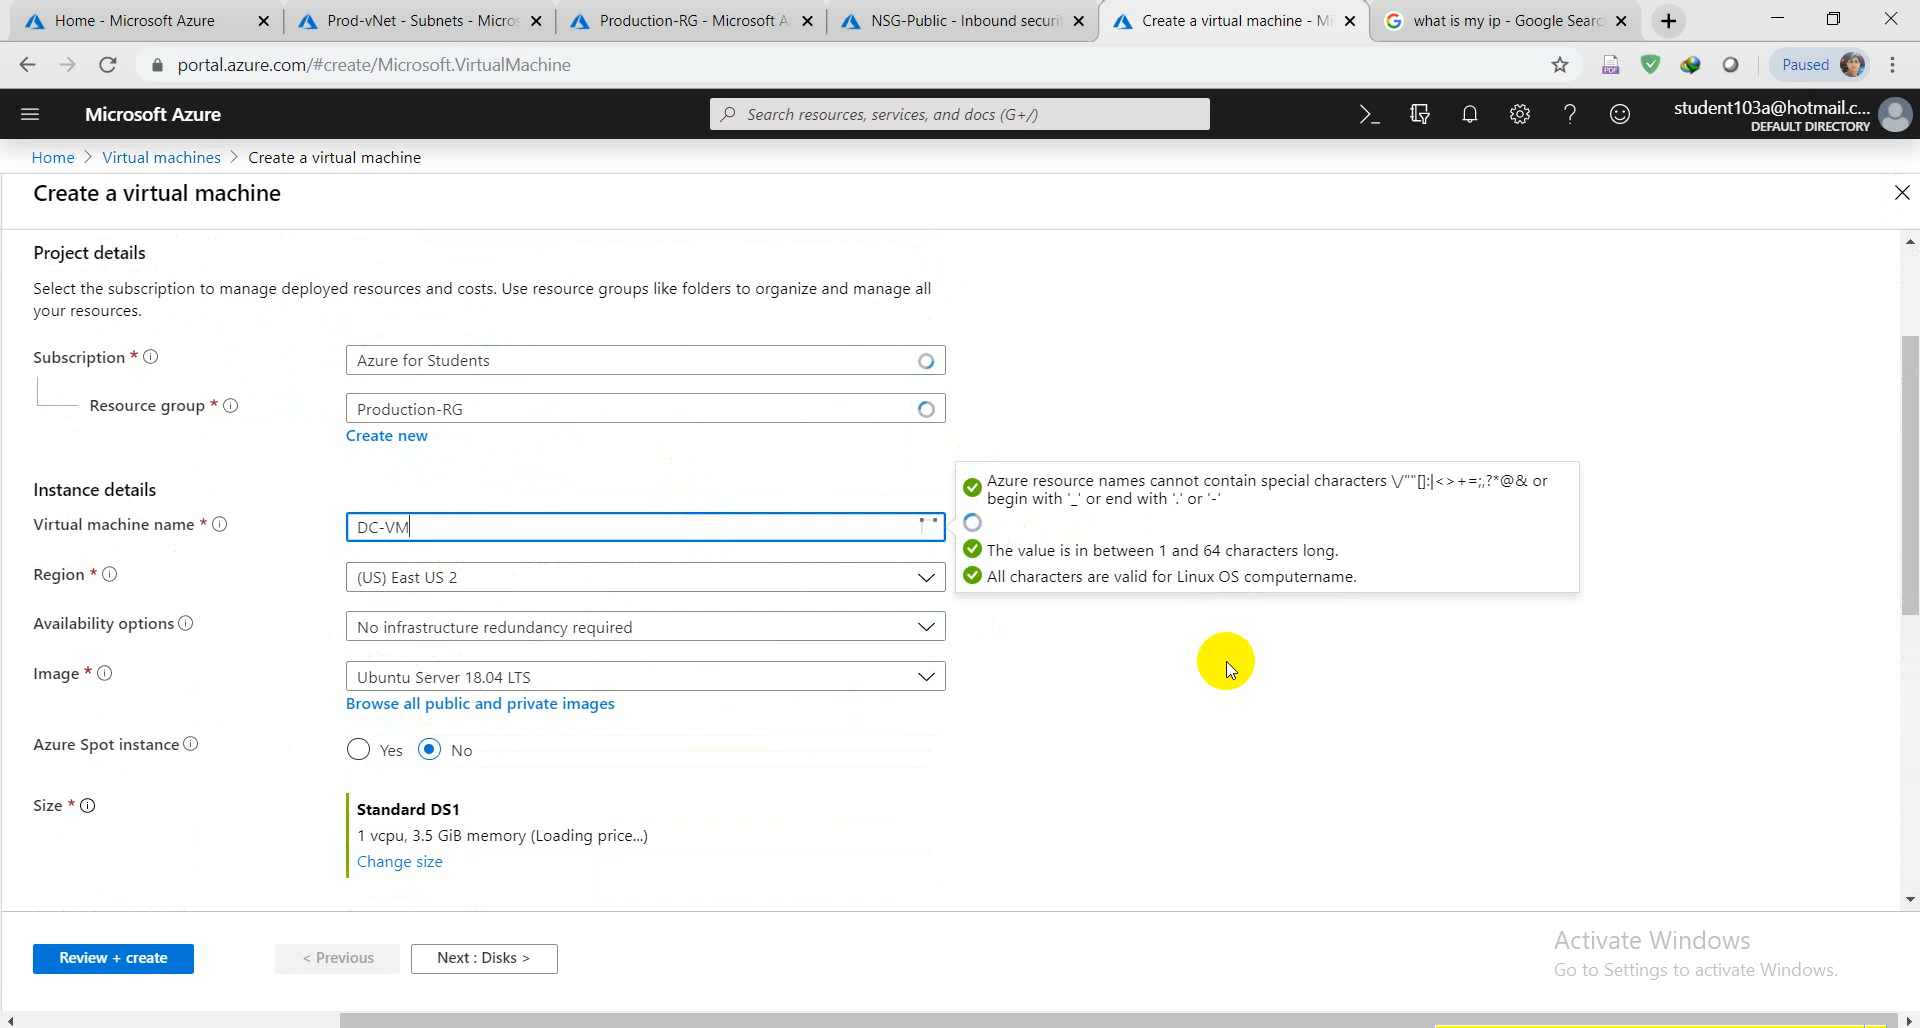 Home - Microsoft Azure
Prod-vNet - Subnets - Micros
Production-RG - Microsoft A
NSG-Public - Inbound securi
Create a virtual machine - Mi
what is my ip - Google Searc
portal.azure.com/#create/Microsoft.VirtualMachine
PDF
Paused
Microsoft Azure
Search resources, services, and docs (G+/)
student103a@hotmail.c...
DEFAULT DIRECTORY
Home > Virtual machines > Create a virtual machine
Create a virtual machine
Project details
Select the subscription to manage deployed resources and costs. Use resource groups like folders to organize and manage all
your resources.
Subscription *
Azure for Students
Resource group *
Production-RG
Create new
Instance details
Virtual machine name *
DC-VM
Azure resource names cannot contain special characters \/""[]:|<>+=;,?*@& or
begin with '_' or end with '.' or '-'
The value is in between 1 and 64 characters long.
All characters are valid for Linux OS computername.
Region *
(US) East US 2
Availability options
No infrastructure redundancy required
Image *
Ubuntu Server 18.04 LTS
Browse all public and private images
Azure Spot instance
Yes
No
Size *
Standard DS1
1 vcpu, 3.5 GiB memory (Loading price...)
Change size
Review + create
< Previous
Next : Disks >
Activate Windows
Go to Settings to activate Windows.